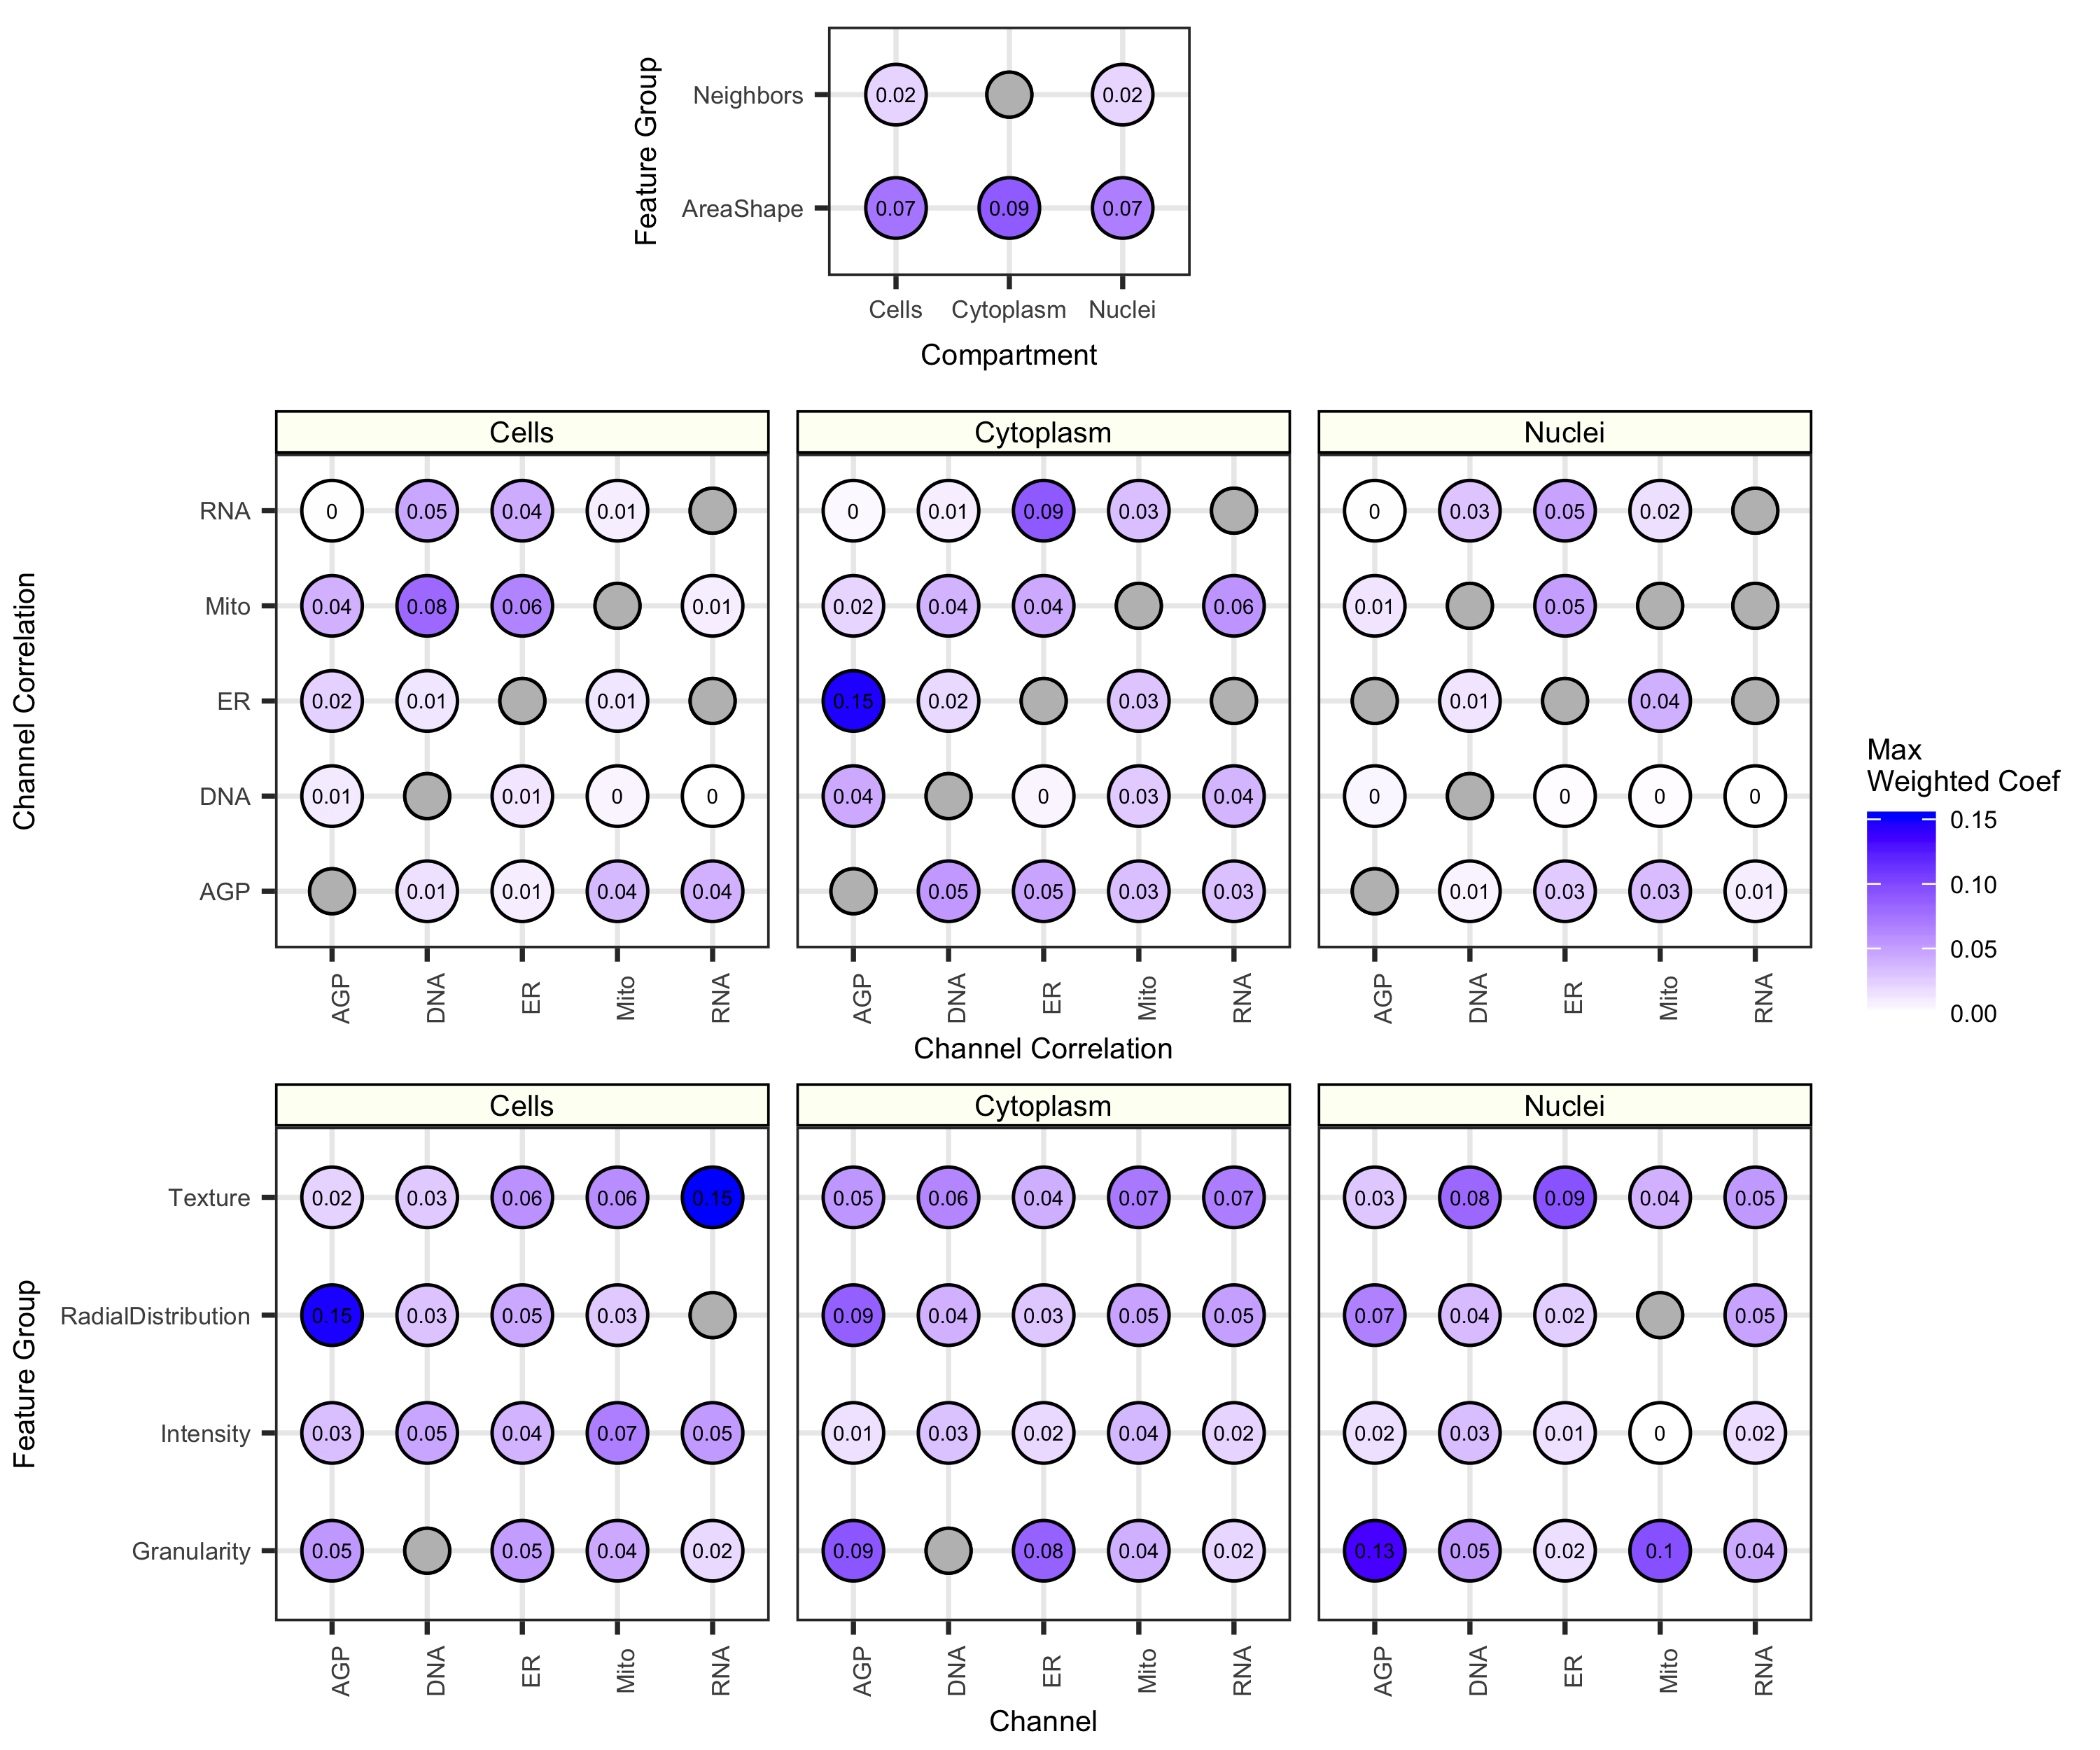 Feature Group
Neighbors 0.02 0.02
AreaShape 0.07 0.09 0.07
Cells Cytoplasm Nuclei
Compartment
Channel Correlation
Cells Cytoplasm Nuclei
RNA 0 0.05 0.04 0.01 0 0.01 0.09 0.03 0 0.03 0.05 0.02
Mito 0.04 0.08 0.06 0.01 0.02 0.04 0.04 0.06 0.01 0.05
ER 0.02 0.01 0.01 0.15 0.02 0.03 0.01 0.04
DNA 0.01 0.01 0 0 0.04 0 0.03 0.04 0 0 0 0
AGP 0.01 0.01 0.04 0.04 0.05 0.05 0.03 0.03 0.01 0.03 0.03 0.01
AGP DNA ER Mito RNA AGP DNA ER Mito RNA AGP DNA ER Mito RNA
Channel Correlation
Max
Weighted Coef
0.15
0.10
0.05
0.00
Feature Group
Cells Cytoplasm Nuclei
Texture 0.02 0.03 0.06 0.06 0.15 0.05 0.06 0.04 0.07 0.07 0.03 0.08 0.09 0.04 0.05
RadialDistribution 0.15 0.03 0.05 0.03 0.09 0.04 0.03 0.05 0.05 0.07 0.04 0.02 0.05
Intensity 0.03 0.05 0.04 0.07 0.05 0.01 0.03 0.02 0.04 0.02 0.02 0.03 0.01 0 0.02
Granularity 0.05 0.05 0.04 0.02 0.09 0.08 0.04 0.02 0.13 0.05 0.02 0.1 0.04
AGP DNA ER Mito RNA AGP DNA ER Mito RNA AGP DNA ER Mito RNA
Channel